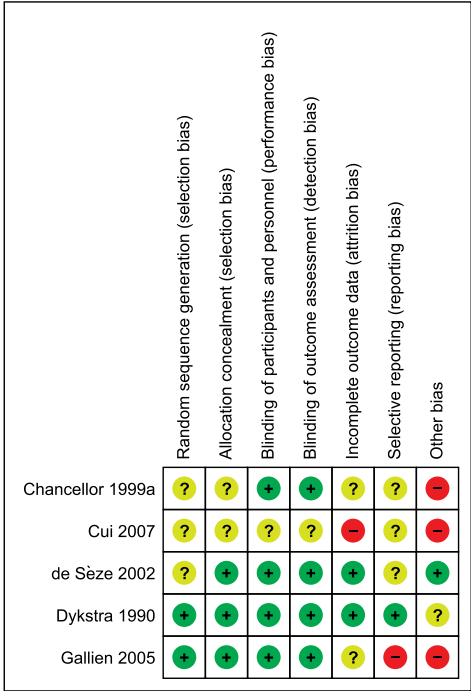 Random sequence generation (selection bias)
Allocation concealment (selection bias)
Blinding of participants and personnel (performance bias)
Blinding of outcome assessment (detection bias)
Incomplete outcome data (attrition bias)
Selective reporting (reporting bias)
Other bias
Chancellor 1999a ? ? + + ? ? −
Cui 2007 ? ? ? ? − ? −
de Sèze 2002 ? + + + + ? +
Dykstra 1990 + + + + + + ?
Gallien 2005 + + + + ? − −